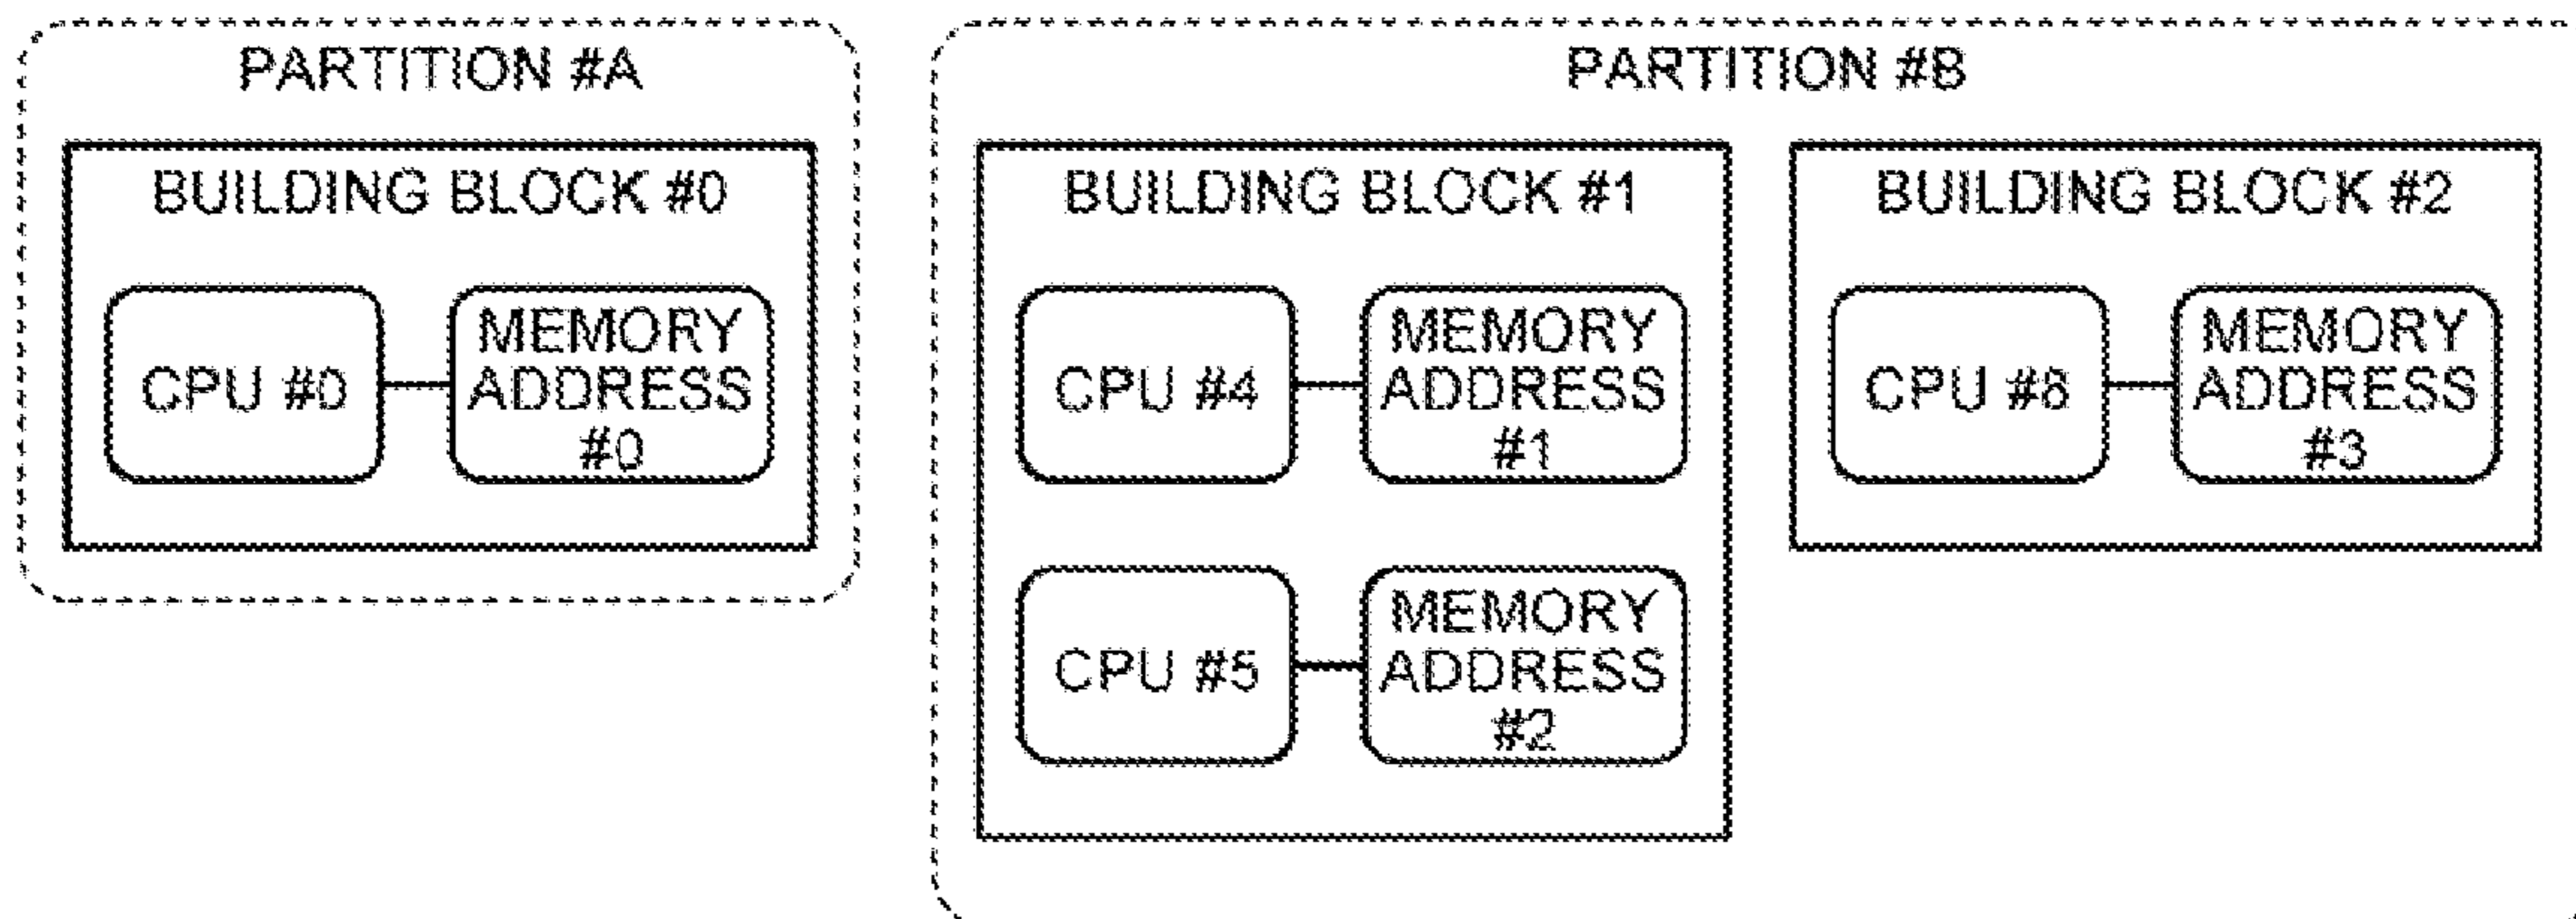 PARTITION #A
BUILDING BLOCK #0
CPU #0
MEMORY
ADDRESS
#0
PARTITION #B
BUILDING BLOCK #1
CPU #4
MEMORY
ADDRESS
#1
CPU #5
MEMORY
ADDRESS
#2
BUILDING BLOCK #2
CPU #8
MEMORY
ADDRESS
#3